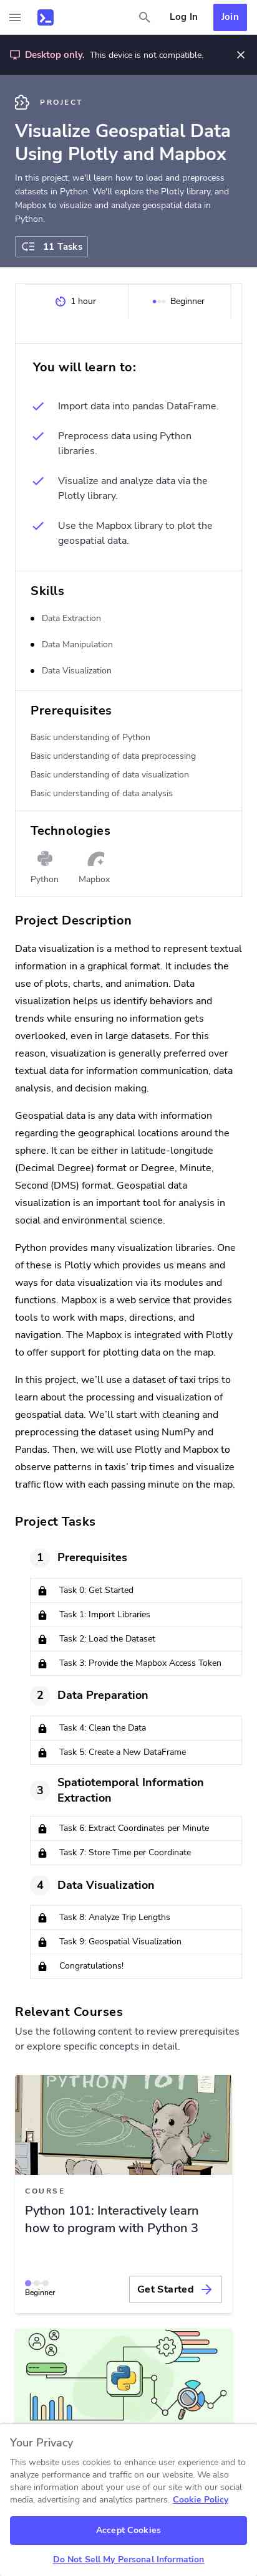 Log In
Join
Desktop only. This device is not compatible.
PROJECT
Visualize Geospatial Data
Using Plotly and Mapbox
In this project, we'll learn how to load and preprocess
datasets in Python. We'll explore the Plotly library, and
Mapbox to visualize and analyze geospatial data in
Python.
11 Tasks
1 hour
Beginner
You will learn to:
Import data into pandas DataFrame.
Preprocess data using Python
libraries.
Visualize and analyze data via the
Plotly library.
Use the Mapbox library to plot the
geospatial data.
Skills
Data Extraction
Data Manipulation
Data Visualization
Prerequisites
Basic understanding of Python
Basic understanding of data preprocessing
Basic understanding of data visualization
Basic understanding of data analysis
Technologies
Python
Mapbox
Project Description
Data visualization is a method to represent textual
information in a graphical format. It includes the
use of plots, charts, and animation. Data
visualization helps us identify behaviors and
trends while ensuring no information gets
overlooked, even in large datasets. For this
reason, visualization is generally preferred over
textual data for information communication, data
analysis, and decision making.
Geospatial data is any data with information
regarding the geographical locations around the
sphere. It can be either in latitude-longitude
(Decimal Degree) format or Degree, Minute,
Second (DMS) format. Geospatial data
visualization is an important tool for analysis in
social and environmental science.
Python provides many visualization libraries. One
of these is Plotly which provides us means and
ways for data visualization via its modules and
functions. Mapbox is a web service that provides
tools to work with maps, directions, and
navigation. The Mapbox is integrated with Plotly
to offer support for plotting data on the map.
In this project, we’ll use a dataset of taxi trips to
learn about the processing and visualization of
geospatial data. We’ll start with cleaning and
preprocessing the dataset using NumPy and
Pandas. Then, we will use Plotly and Mapbox to
observe patterns in taxis’ trip times and visualize
traffic flow with each passing minute on the map.
Project Tasks
1
Prerequisites
Task 0: Get Started
Task 1: Import Libraries
Task 2: Load the Dataset
Task 3: Provide the Mapbox Access Token
2
Data Preparation
Task 4: Clean the Data
Task 5: Create a New DataFrame
3
Spatiotemporal Information
Extraction
Task 6: Extract Coordinates per Minute
Task 7: Store Time per Coordinate
4
Data Visualization
Task 8: Analyze Trip Lengths
Task 9: Geospatial Visualization
Congratulations!
Relevant Courses
Use the following content to review prerequisites
or explore specific concepts in detail.
PYTHON 101
COURSE
Python 101: Interactively learn
how to program with Python 3
Beginner
Get Started
Your Privacy
This website uses cookies to enhance user experience and to
analyze performance and traffic on our website. We also
share information about your use of our site with our social
media, advertising and analytics partners. Cookie Policy
Accept Cookies
Do Not Sell My Personal Information